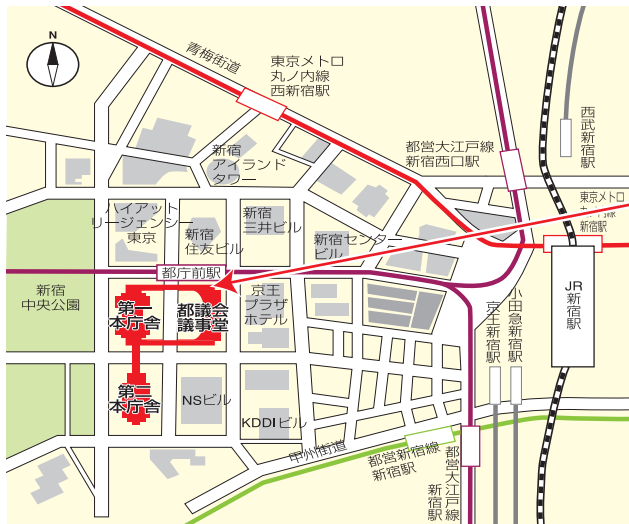 N
青梅街道
東京メトロ
丸ノ内線
西新宿駅
西武新宿駅
都営大江戸線
新宿西口駅
新宿
アイランド
タワー
東京メトロ
丸ノ内線
新宿駅
ハイアット
リージェンシー
東京
新宿
住友ビル
新宿
三井ビル
新宿センター
ビル
都庁前駅
新宿
中央公園
第一
本庁舎
都議会
議事堂
京王
プラザ
ホテル
JR
新宿駅
小田急新宿駅
京王新宿駅
第二
本庁舎
NSビル
KDDIビル
甲州街道
都営新宿線
新宿駅
都営大江戸線
新宿駅